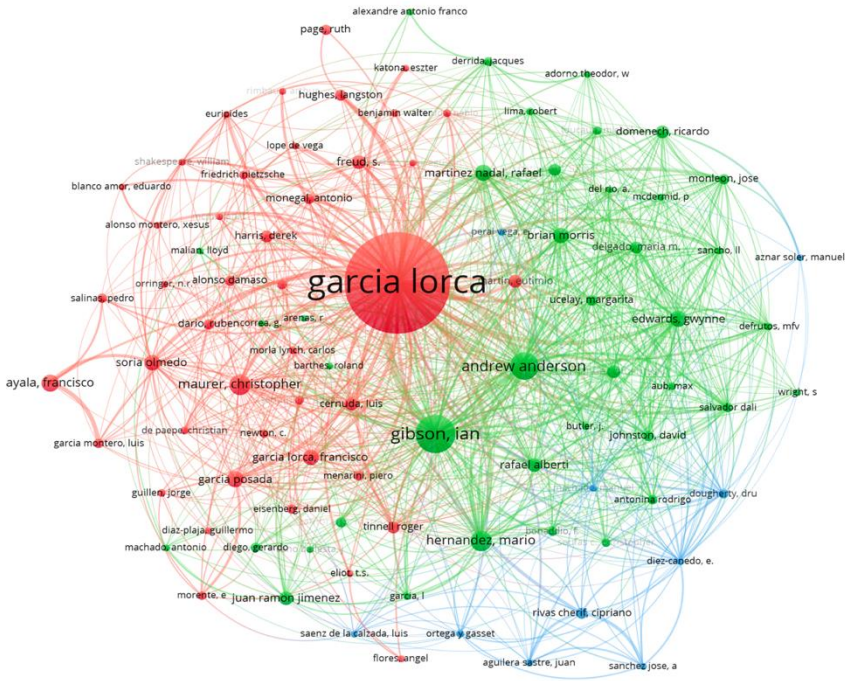 alexandre antonio franco
page, ruth
derrida, jacques
katona, eszter
adorno theodor, w
hughes, langston
euripides
benjamin walter
lima, robert
domenech, ricardo
lope de vega
shakespeare, william
freud, s.
martinez nadal, rafael
friedrich nietzsche
monleon, jose
blanco amor, eduardo
del rio, a.
mcdermid, p
monegal, antonio
alonso montero, xesus
harris, derek
peral vega, e
brian morris
delgado, maria m.
sancho, ll
aznar soler, manuel
malian, lloyd
garcia lorca
orringer, n.r.
alonso damaso
martin, eutimio
salinas, pedro
ucelay, margarita
dario, ruben
correa, g.
arenas, r
edwards, gwynne
defrutos, mfv
morla lynch, carlos
soria olmedo
barthes, roland
andrew anderson
ayala, francisco
maurer, christopher
aub, max
wright, s
cernuda, luis
salvador dali
de paepe, christian
newton, c.
gibson, ian
butler, j.
johnston, david
garcia montero, luis
garcia lorca, francisco
rafael alberti
garcia posada
menarini, piero
guillen, jorge
antonina rodrigo
dougherty, dru
eisenberg, daniel
diaz-plaja, guillermo
tinnell roger
hernandez, mario
machado, antonio
diego, gerardo
diez-canedo, e.
eliot, t.s.
morente, e
juan ramon jimenez
garcia, l
rivas cherif, cipriano
saenz de la calzada, luis
ortega y gasset
flores, angel
aguilera sastre, juan
sanchez jose, a